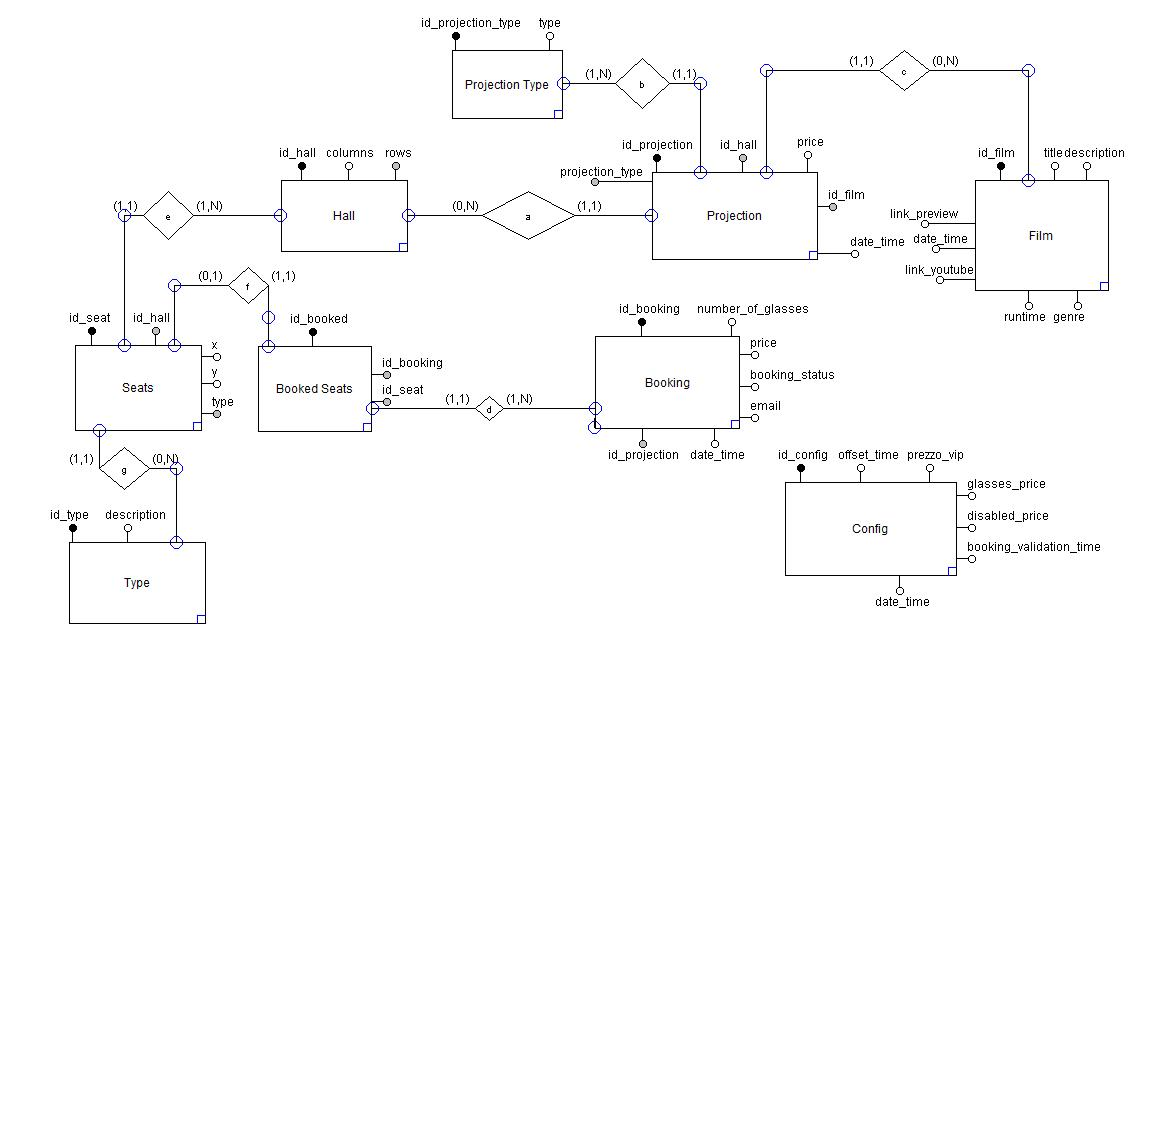 id_projection_type type
Projection Type
(1,N) b (1,1)
(1,1) c (0,N)
id_hall columns rows
Hall
(1,1) e (1,N)
(0,N) a (1,1)
id_projection id_hall price
projection_type
id_film
date_time
Projection
id_film title description
link_preview
date_time
link_youtube
Film
runtime genre
(0,1) f (1,1)
id_seat id_hall
x
y
type
Seats
id_booked
id_booking
id_seat
Booked Seats
(1,1) d (1,N)
id_booking number_of_glasses
price
booking_status
email
Booking
id_projection date_time
(1,1) g (0,N)
id_type description
Type
id_config offset_time prezzo_vip
glasses_price
disabled_price
booking_validation_time
Config
date_time